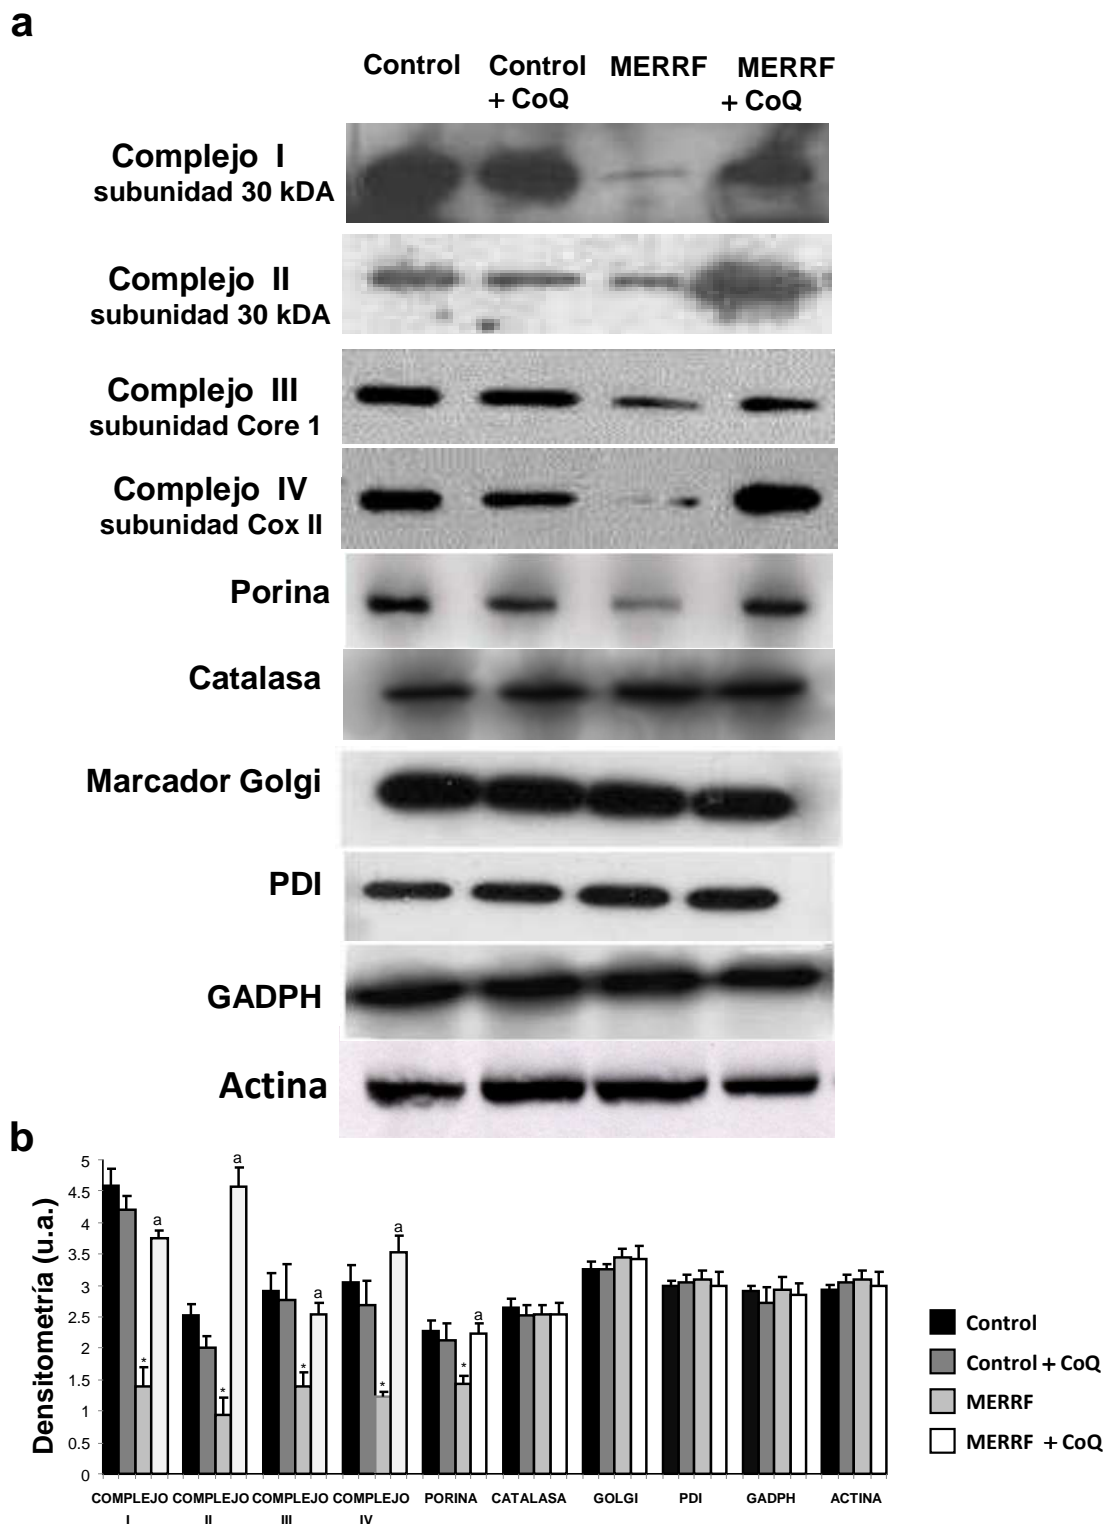 a
Control Control MERRF MERRF
+ CoQ + CoQ
Complejo I
subunidad 30 kDA
Complejo II
subunidad 30 kDA
Complejo III
subunidad Core 1
Complejo IV
subunidad Cox II
Porina
Catalasa
Marcador Golgi
PDI
GADPH
Actina
b
Densitometría (u.a.)
5
4.5
4
3.5
3
2.5
2
1.5
1
0.5
0
* a
* a
* a
* a
* a
COMPLEJO COMPLEJO COMPLEJO COMPLEJO PORINA CATALASA GOLGI PDI GADPH ACTINA
I II III IV
Control
Control + CoQ
MERRF
MERRF + CoQ